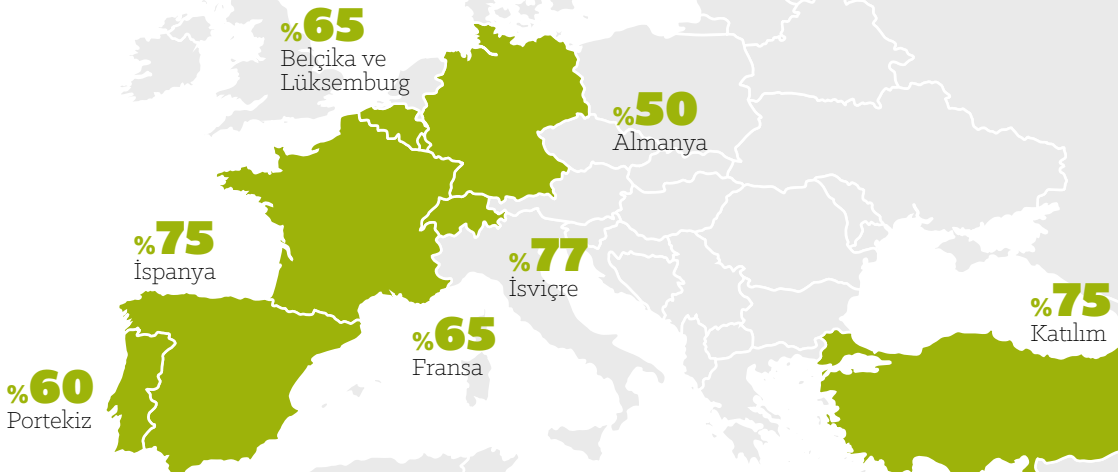 %65
Belçika ve
Lüksemburg
%50
Almanya
%75
İspanya
%77
İsviçre
%75
Katılım
%65
Fransa
%60
Portekiz